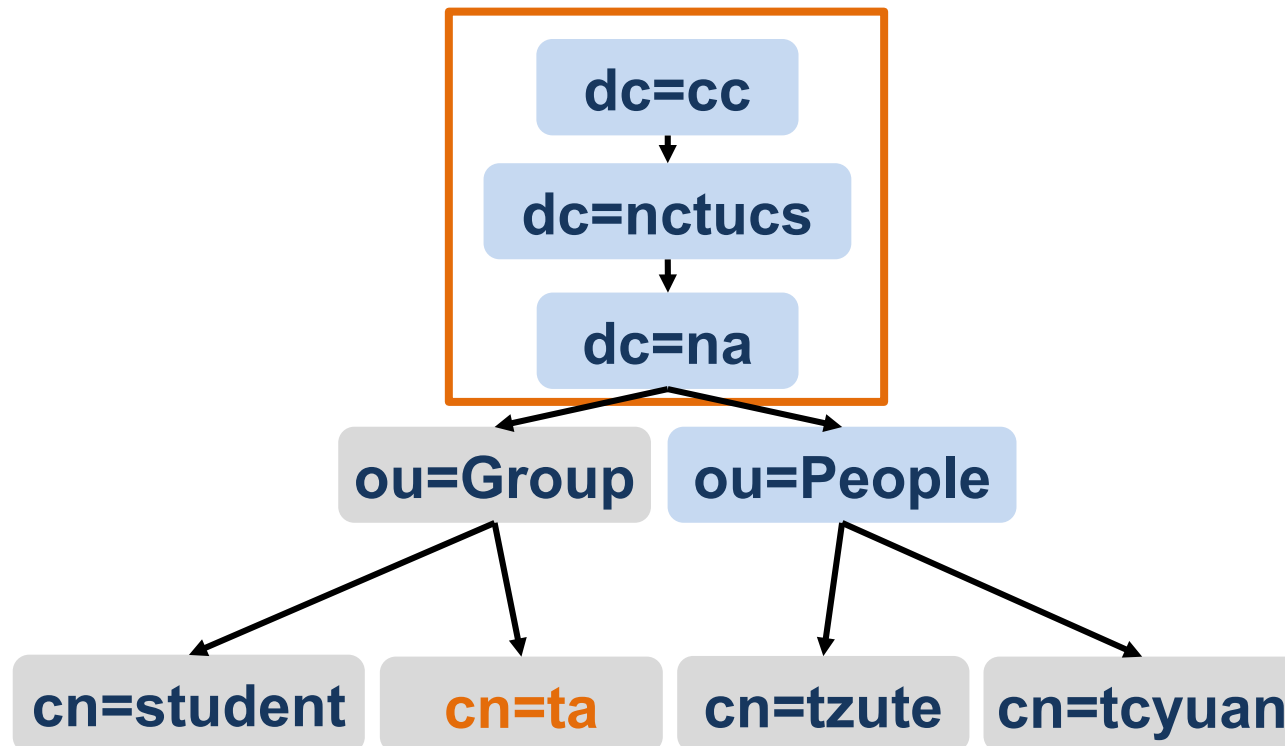 dc=cc
dc=nctucs
dc=na
ou=Group
ou=People
cn=student
cn=ta
cn=tzute
cn=tcyuan